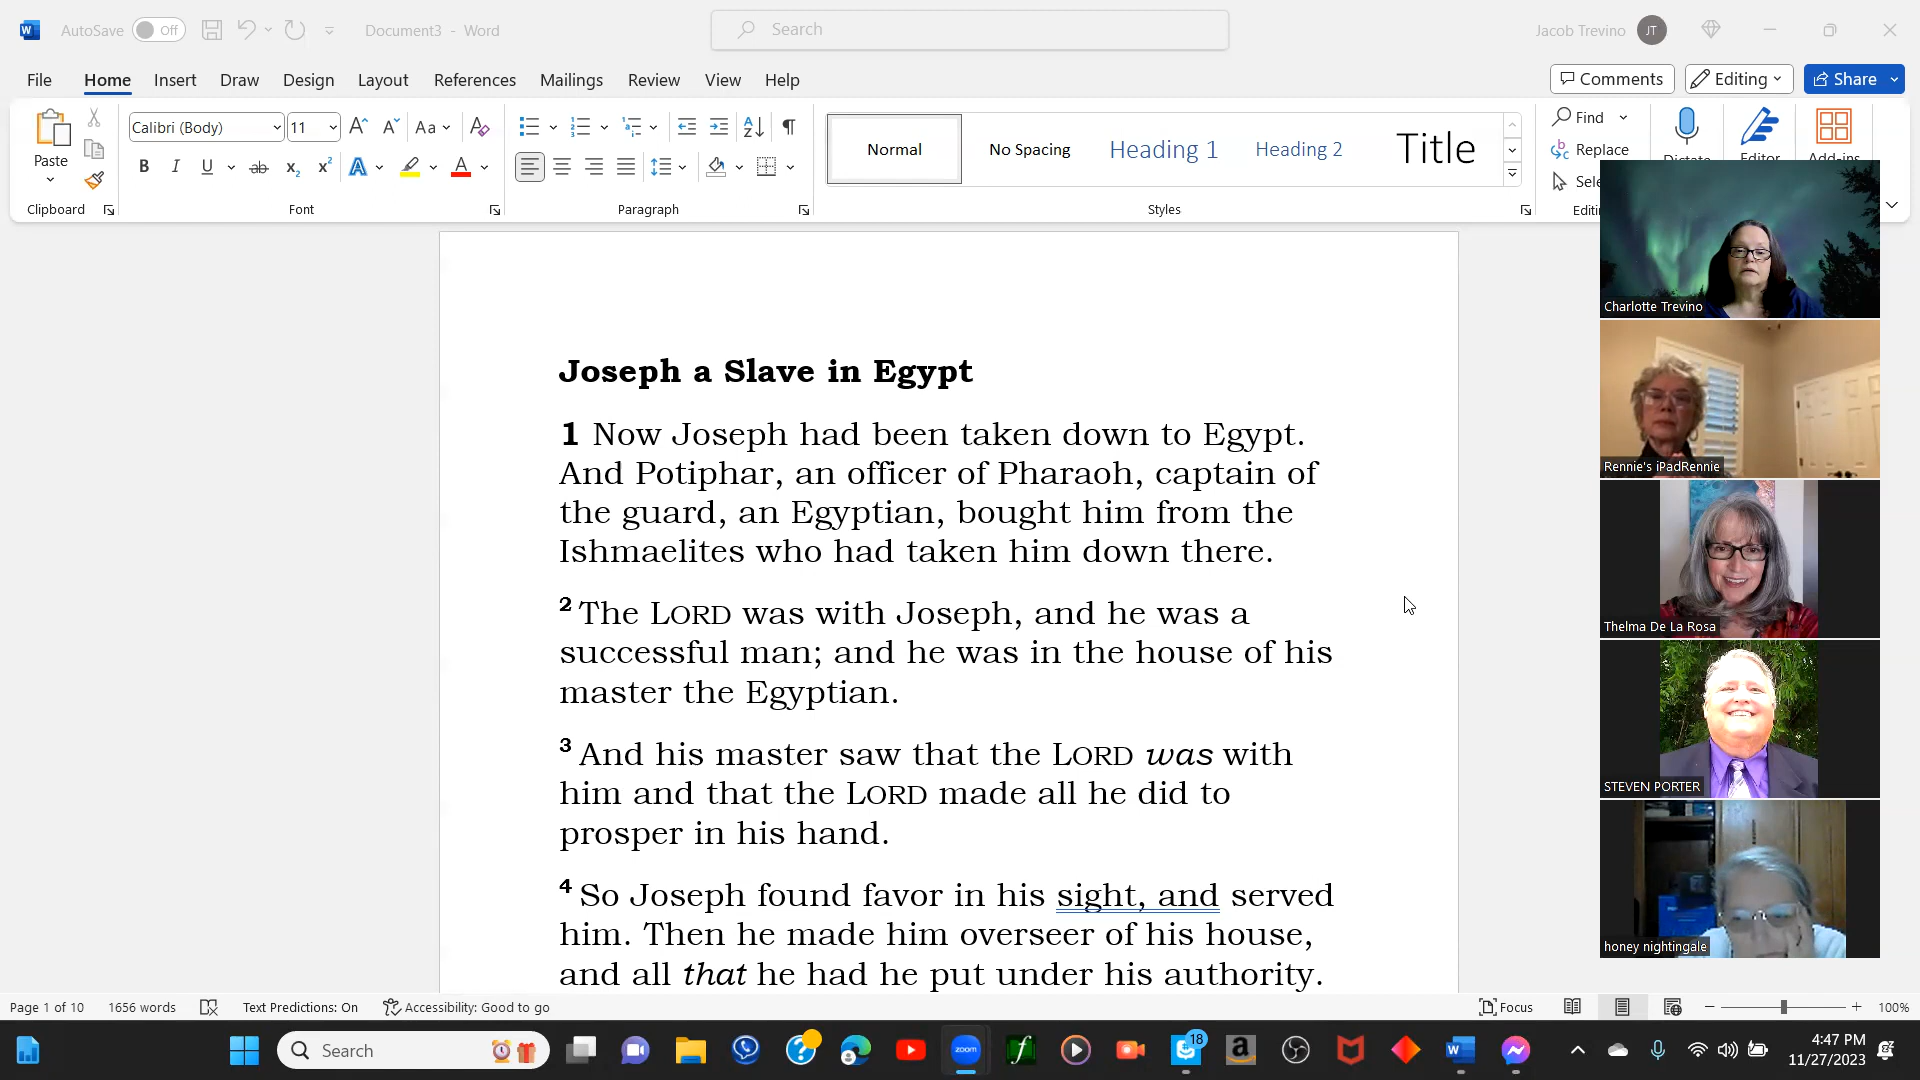 AutoSave Off Document3 - Word Search Jacob Trevino JT
File Home Insert Draw Design Layout References Mailings Review View Help Comments Editing Share
Paste Calibri (Body) 11 Aa Normal No Spacing Heading 1 Heading 2 Title Find Replace
Clipboard Font Paragraph Styles
Joseph a Slave in Egypt
1 Now Joseph had been taken down to Egypt.
And Potiphar, an officer of Pharaoh, captain of
the guard, an Egyptian, bought him from the
Ishmaelites who had taken him down there.
2 The LORD was with Joseph, and he was a
successful man; and he was in the house of his
master the Egyptian.
3 And his master saw that the LORD was with
him and that the LORD made all he did to
prosper in his hand.
4 So Joseph found favor in his sight, and served
him. Then he made him overseer of his house,
and all that he had he put under his authority.
Charlotte Trevino
Rennie's iPadRennie
Thelma De La Rosa
STEVEN PORTER
honey nightingale
Page 1 of 10 1656 words Text Predictions: On Accessibility: Good to go Focus 100%
Search zoom 18 4:47 PM
11/27/2023